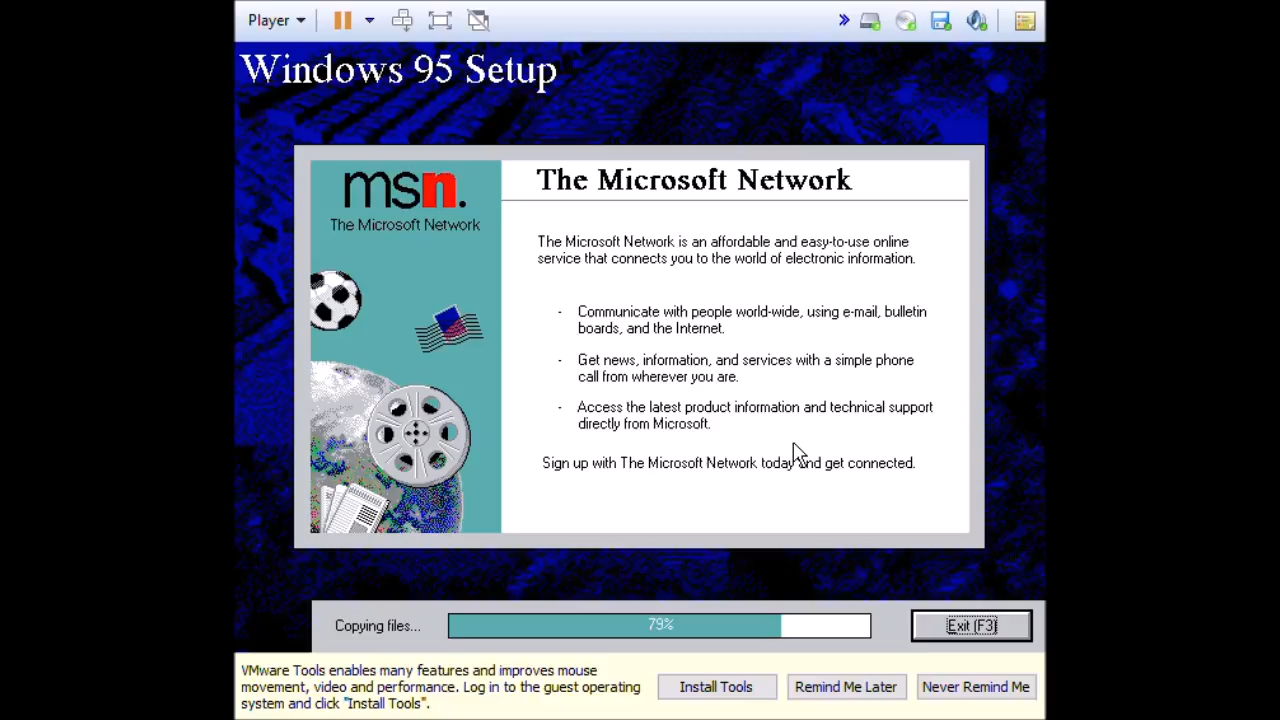 Player
Windows 95 Setup
msn.
The Microsoft Network
The Microsoft Network
The Microsoft Network is an affordable and easy-to-use online
service that connects you to the world of electronic information.
- Communicate with people world-wide, using e-mail, bulletin
boards, and the Internet.
- Get news, information, and services with a simple phone
call from wherever you are.
- Access the latest product information and technical support
directly from Microsoft.
Sign up with The Microsoft Network today and get connected.
Copying files...
79%
Exit (F3)
VMware Tools enables many features and improves mouse
movement, video and performance. Log in to the guest operating
system and click "Install Tools".
Install Tools
Remind Me Later
Never Remind Me